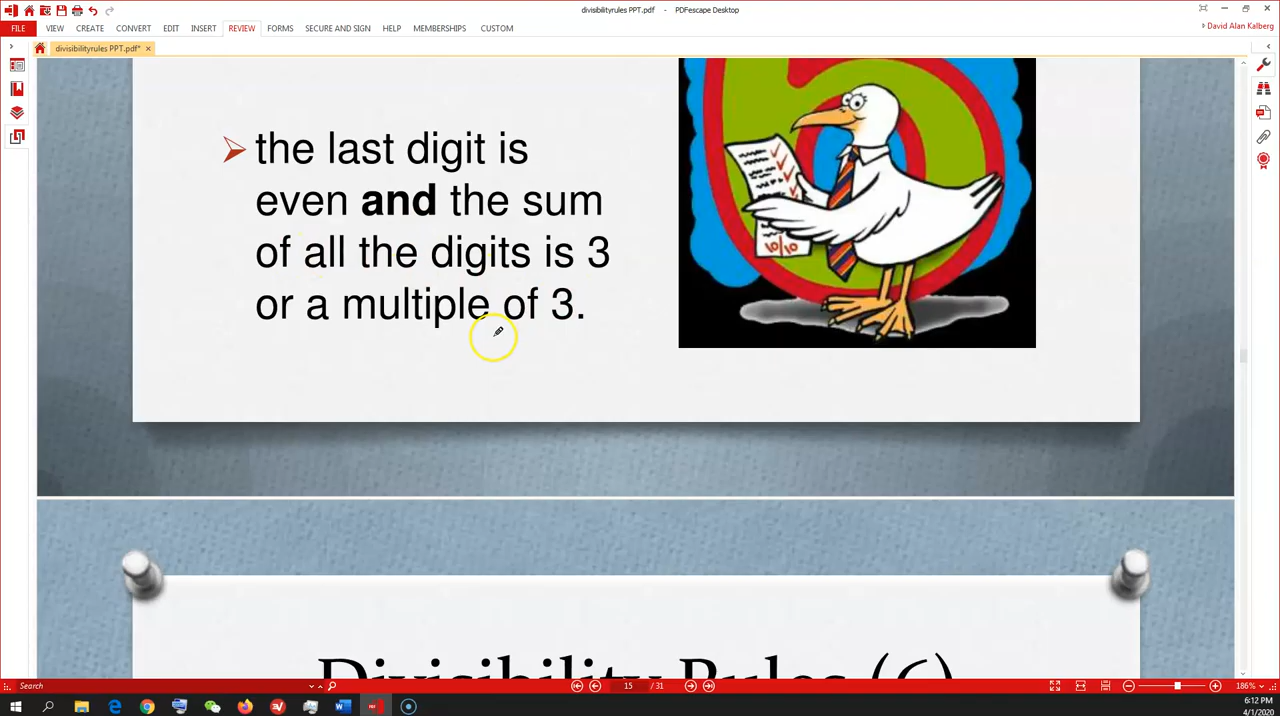 divisibilityrules PPT.pdf - PDFescape Desktop
FILE VIEW CREATE CONVERT EDIT INSERT REVIEW FORMS SECURE AND SIGN HELP MEMBERSHIPS CUSTOM
David Alan Kalberg
divisibilityrules PPT.pdf*
the last digit is
even and the sum
of all the digits is 3
or a multiple of 3.
10/10
Divisibility Rules (6)
Search
15 / 31
186%
6:12 PM
4/1/2020